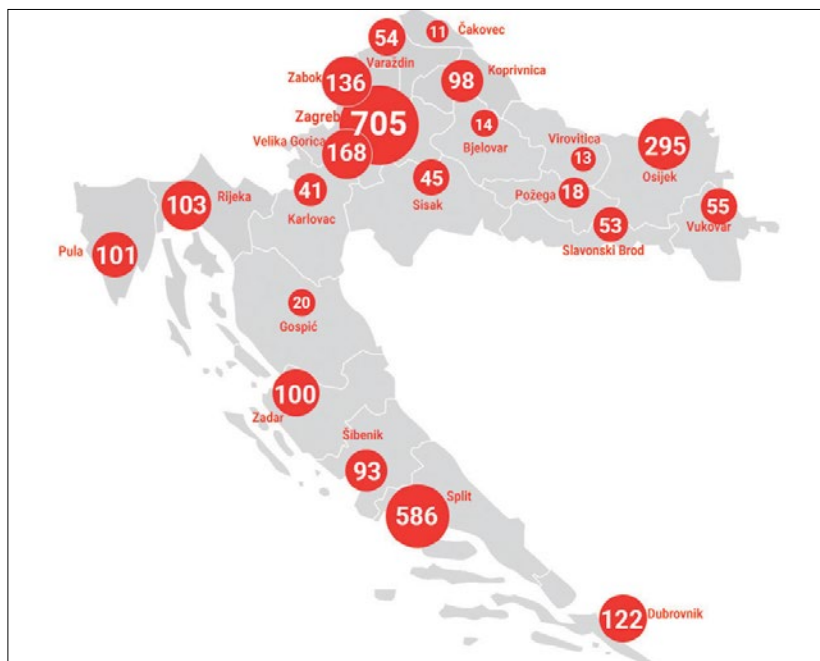 11 Čakovec
54
Varaždin
Zabok 136
98 Koprivnica
Zagreb 705
14
Bjelovar
Velika Gorica 168
Virovitica
13
295
Osijek
41
Karlovac
45
Sisak
Požega 18
53
Slavonski Brod
55
Vukovar
103 Rijeka
Pula 101
20
Gospić
100
Zadar
Šibenik
93
586 Split
122 Dubrovnik